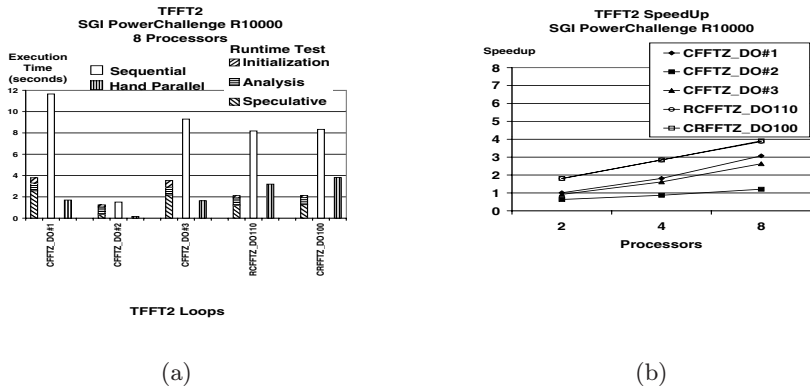 TFFT2
SGI PowerChallenge R10000
8 Processors
Execution
Time
(seconds)
Sequential
Hand Parallel
Runtime Test
Initialization
Analysis
Speculative
12
10
8
6
4
2
0
CFFTZ_DO#1
CFFTZ_DO#2
CFFTZ_DO#3
RCFFTZ_DO110
CRFFTZ_DO100
TFFT2 Loops
(a)
TFFT2 SpeedUp
SGI PowerChallenge R10000
Speedup
CFFTZ_DO#1
CFFTZ_DO#2
CFFTZ_DO#3
RCFFTZ_DO110
CRFFTZ_DO100
8
7
6
5
4
3
2
1
0
2 4 8
Processors
(b)